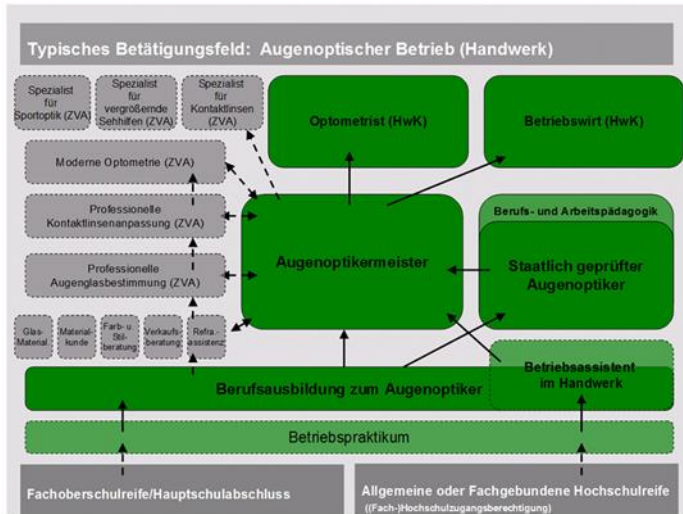 Typisches Betätigungsfeld: Augenoptischer Betrieb (Handwerk)
Spezialist
für
Sportoptik (ZVA)
Spezialist
für
vergrößernde
Sehhilfen (ZVA)
Spezialist
für
Kontaktlinsen
(ZVA)
Optometrist (HwK)
Betriebswirt (HwK)
Moderne Optometrie (ZVA)
Professionelle
Kontaktlinsenanpassung (ZVA)
Professionelle
Augenglasbestimmung (ZVA)
Augenoptikermeister
Berufs- und Arbeitspädagogik
Staatlich geprüfter
Augenoptiker
Glas-
Material.
Material-
kunde
Farb- u.
Stil-
beratung
Verkaufs-
beratung
Refra.-
assistenz
Betriebsassistent
im Handwerk
Berufsausbildung zum Augenoptiker
Betriebspraktikum
Fachoberschulreife/Hauptschulabschluss
Allgemeine oder Fachgebundene Hochschulreife
((Fach-)Hochschulzugangsberechtigung)